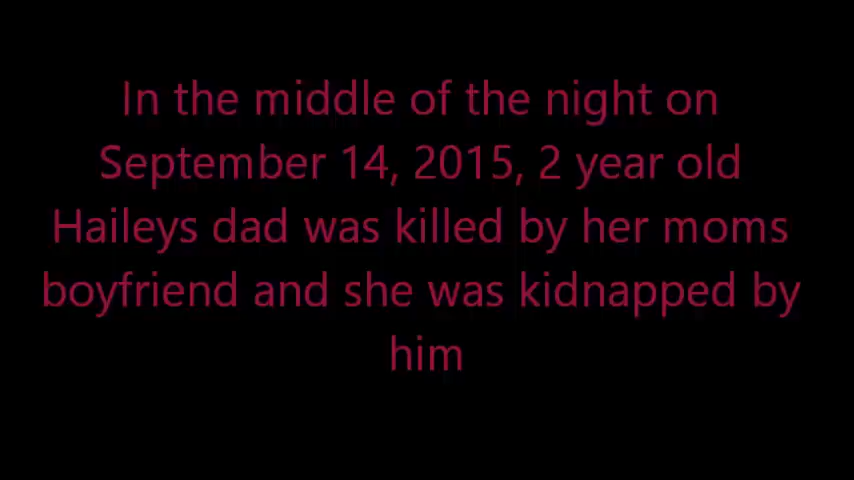 In the middle of the night on
September 14, 2015, 2 year old
Haileys dad was killed by her moms
boyfriend and she was kidnapped by
him